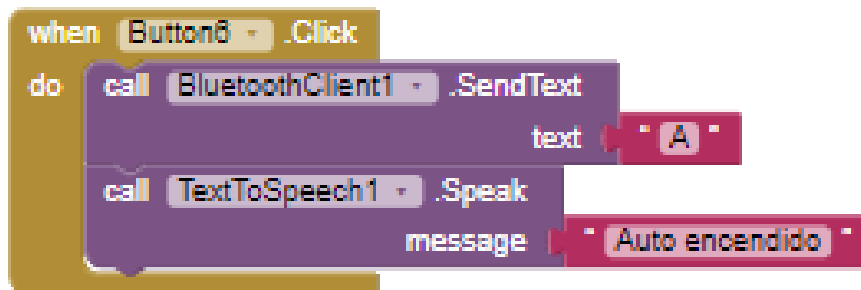 when Button6 .Click
do call BluetoothClient1 .SendText
text "A"
call TextToSpeech1 .Speak
message "Auto encendido"